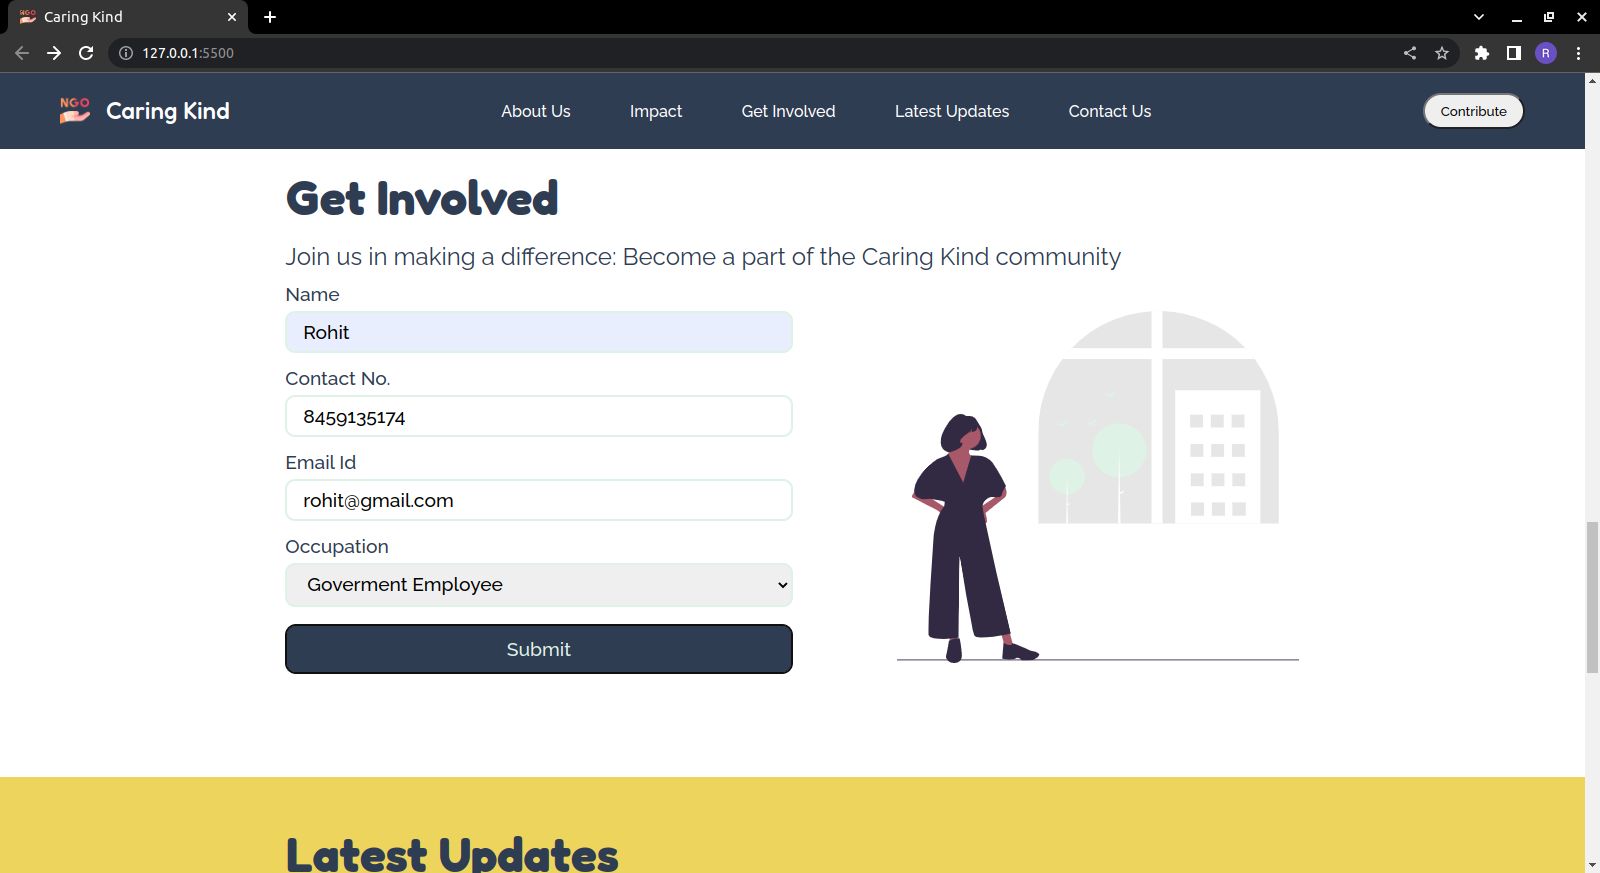 Caring Kind
127.0.0.1:5500
R
NGO
Caring Kind
About Us
Impact
Get Involved
Latest Updates
Contact Us
Contribute
Get Involved
Join us in making a difference: Become a part of the Caring Kind community
Name
Rohit
Contact No.
8459135174
Email Id
rohit@gmail.com
Occupation
Goverment Employee
Submit
Latest Updates